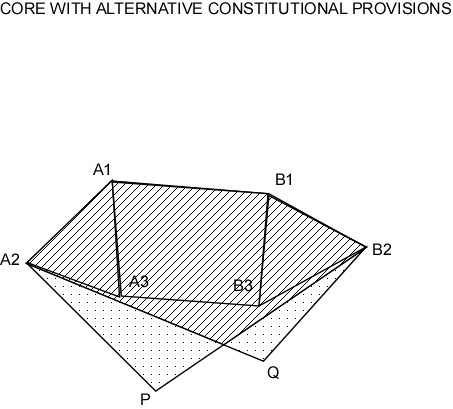 CORE WITH ALTERNATIVE CONSTITUTIONAL PROVISIONS
A1
B1
A2
B2
A3
B3
Q
P